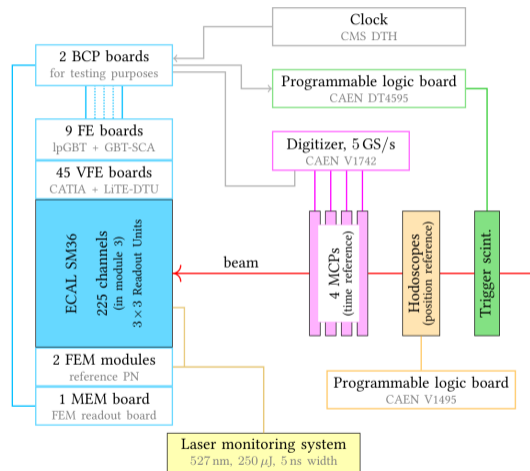 Clock
CMS DTH
2 BCP boards
for testing purposes
Programmable logic board
CAEN DT4595
9 FE boards
lpGBT + GBT-SCA
Digitizer, 5 GS/s
CAEN V1742
45 VFE boards
CATIA + LiTE-DTU
ECAL SM36
225 channels
(in module 3)
3×3 Readout Units
beam
4 MCPs
(time reference)
Hodoscopes
(position reference)
Trigger scint.
2 FEM modules
reference PN
1 MEM board
FEM readout board
Programmable logic board
CAEN V1495
Laser monitoring system
527 nm, 250 μJ, 5 ns width